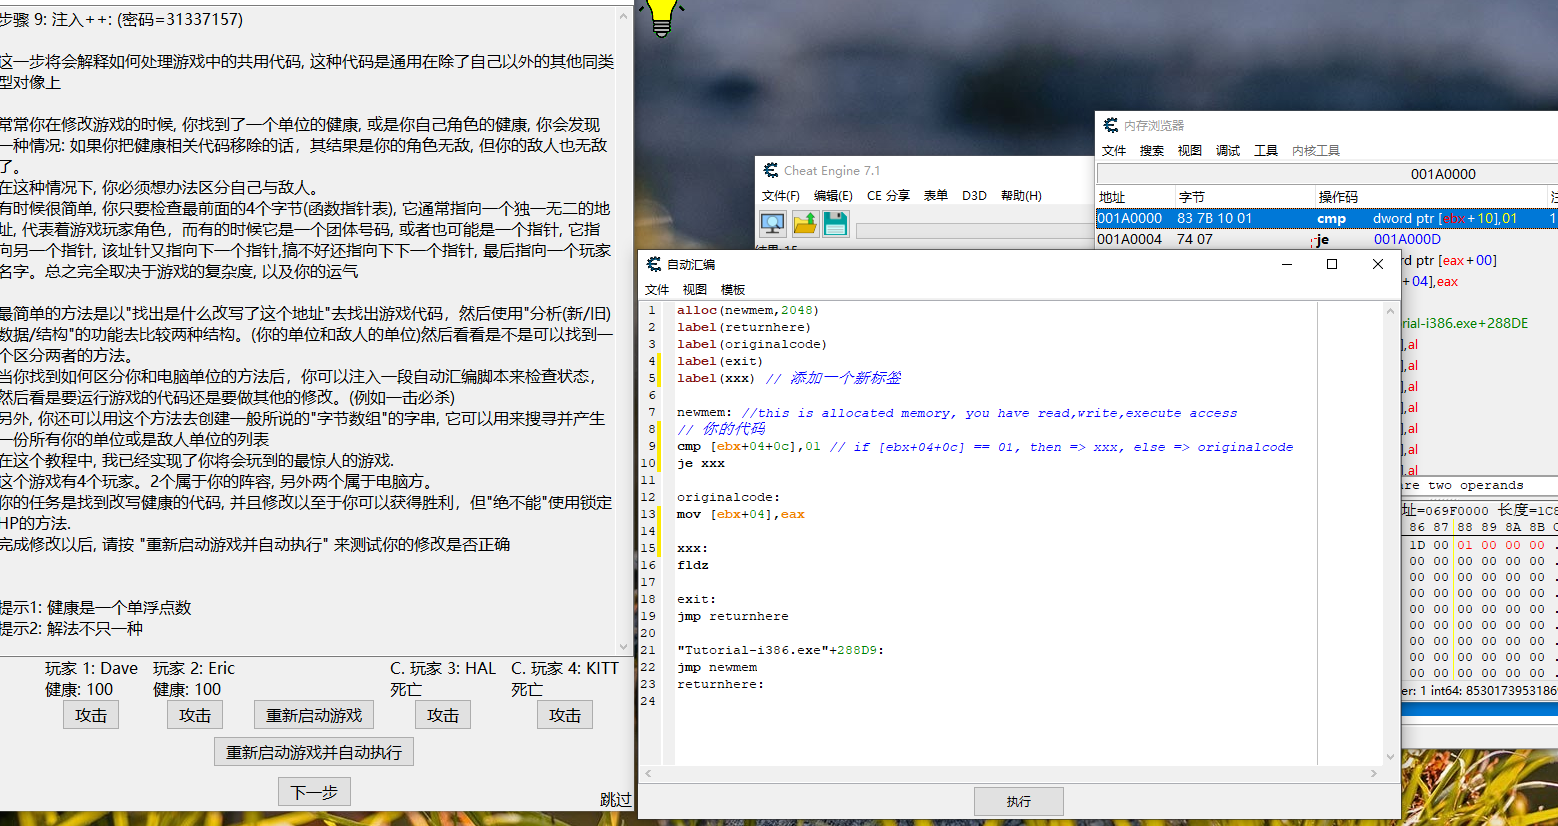 步骤 9: 注入++: (密码=31337157)
这一步将会解释如何处理游戏中的共用代码, 这种代码是通用在除了自己以外的其他同类
型对像上
常常你在修改游戏的时候, 你找到了一个单位的健康, 或是你自己角色的健康, 你会发现
一种情况: 如果你把健康相关代码移除的话，其结果是你的角色无敌, 但你的敌人也无敌
了。
在这种情况下, 你必须想办法区分自己与敌人。
有时候很简单, 你只要检查最前面的4个字节(函数指针表), 它通常指向一个独一无二的地
址, 代表着游戏玩家角色，而有的时候它是一个团体号码, 或者也可能是一个指针, 它指
向另一个指针, 该址针又指向下一个指针,搞不好还指向下下一个指针, 最后指向一个玩家
名字。总之完全取决于游戏的复杂度, 以及你的运气
最简单的方法是以"找出是什么改写了这个地址"去找出游戏代码，然后使用"分析(新/旧)
数据/结构"的功能去比较两种结构。(你的单位和敌人的单位)然后看看是不是可以找到一
个区分两者的方法。
当你找到如何区分你和电脑单位的方法后，你可以注入一段自动汇编脚本来检查状态，
然后看是要运行游戏的代码还是要做其他的修改。(例如一击必杀)
另外, 你还可以用这个方法去创建一般所说的"字节数组"的字串, 它可以用来搜寻并产生
一份所有你的单位或是敌人单位的列表
在这个教程中, 我已经实现了你将会玩到的最惊人的游戏.
这个游戏有4个玩家。2个属于你的阵容, 另外两个属于电脑方。
你的任务是找到改写健康的代码, 并且修改以至于你可以获得胜利，但"绝不能"使用锁定
HP的方法.
完成修改以后, 请按 "重新启动游戏并自动执行" 来测试你的修改是否正确
提示1: 健康是一个单浮点数
提示2: 解法不只一种
玩家 1: Dave 玩家 2: Eric C. 玩家 3: HAL C. 玩家 4: KITT
健康: 100 健康: 100 死亡 死亡
攻击 攻击 重新启动游戏 攻击 攻击
重新启动游戏并自动执行
下一步
跳过
Cheat Engine 7.1
文件(F) 编辑(E) CE 分享 表单 D3D 帮助(H)
内存浏览器
文件 搜索 视图 调试 工具 内核工具
001A0000
地址 字节 操作码
001A0000 83 7B 10 01 cmp dword ptr [ebx+10],01 1
001A0004 74 07 je 001A000D
rd ptr [eax+00]
+04],eax
rial-i386.exe+288DE
],al
],al
],al
],al
],al
],al
],al
are two operands
址=069F0000 长度=1C8
86 87 88 89 8A 8B C
1D 00 01 00 00 00 .
00 00 00 00 00 00 .
00 00 00 00 00 00 .
00 00 00 00 00 00 .
00 00 00 00 00 00 .
00 00 00 00 00 00 .
00 00 00 00 00 00 .
00 00 00 00 00 00 .
00 00 00 00 00 00 .
er: 1 int64: 853017395318
自动汇编
文件 视图 模板
1 alloc(newmem,2048)
2 label(returnhere)
3 label(originalcode)
4 label(exit)
5 label(xxx) // 添加一个新标签
6
7 newmem: //this is allocated memory, you have read,write,execute access
8 // 你的代码
9 cmp [ebx+04+0c],01 // if [ebx+04+0c] == 01, then => xxx, else => originalcode
10 je xxx
11
12 originalcode:
13 mov [ebx+04],eax
14
15 xxx:
16 fldz
17
18 exit:
19 jmp returnhere
20
21 "Tutorial-i386.exe"+288D9:
22 jmp newmem
23 returnhere:
24
执行